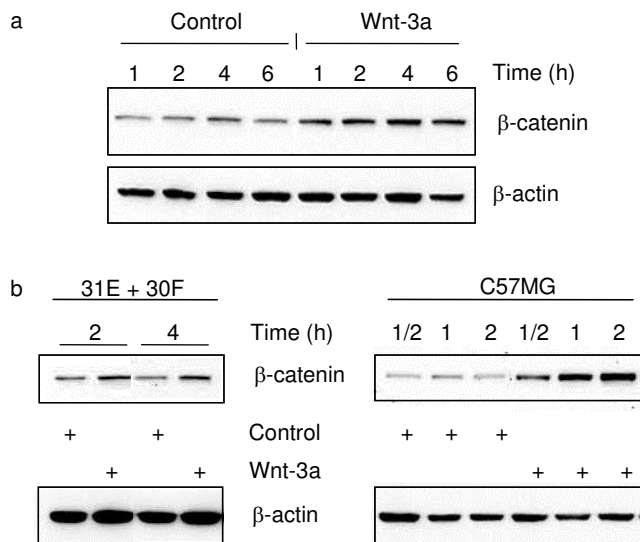 a
Control Wnt-3a
1 2 4 6 1 2 4 6 Time (h)
β-catenin
β-actin
b
31E + 30F C57MG
2 4 Time (h) 1/2 1 2 1/2 1 2
β-catenin
+ + Control + + +
+ + Wnt-3a + + +
β-actin